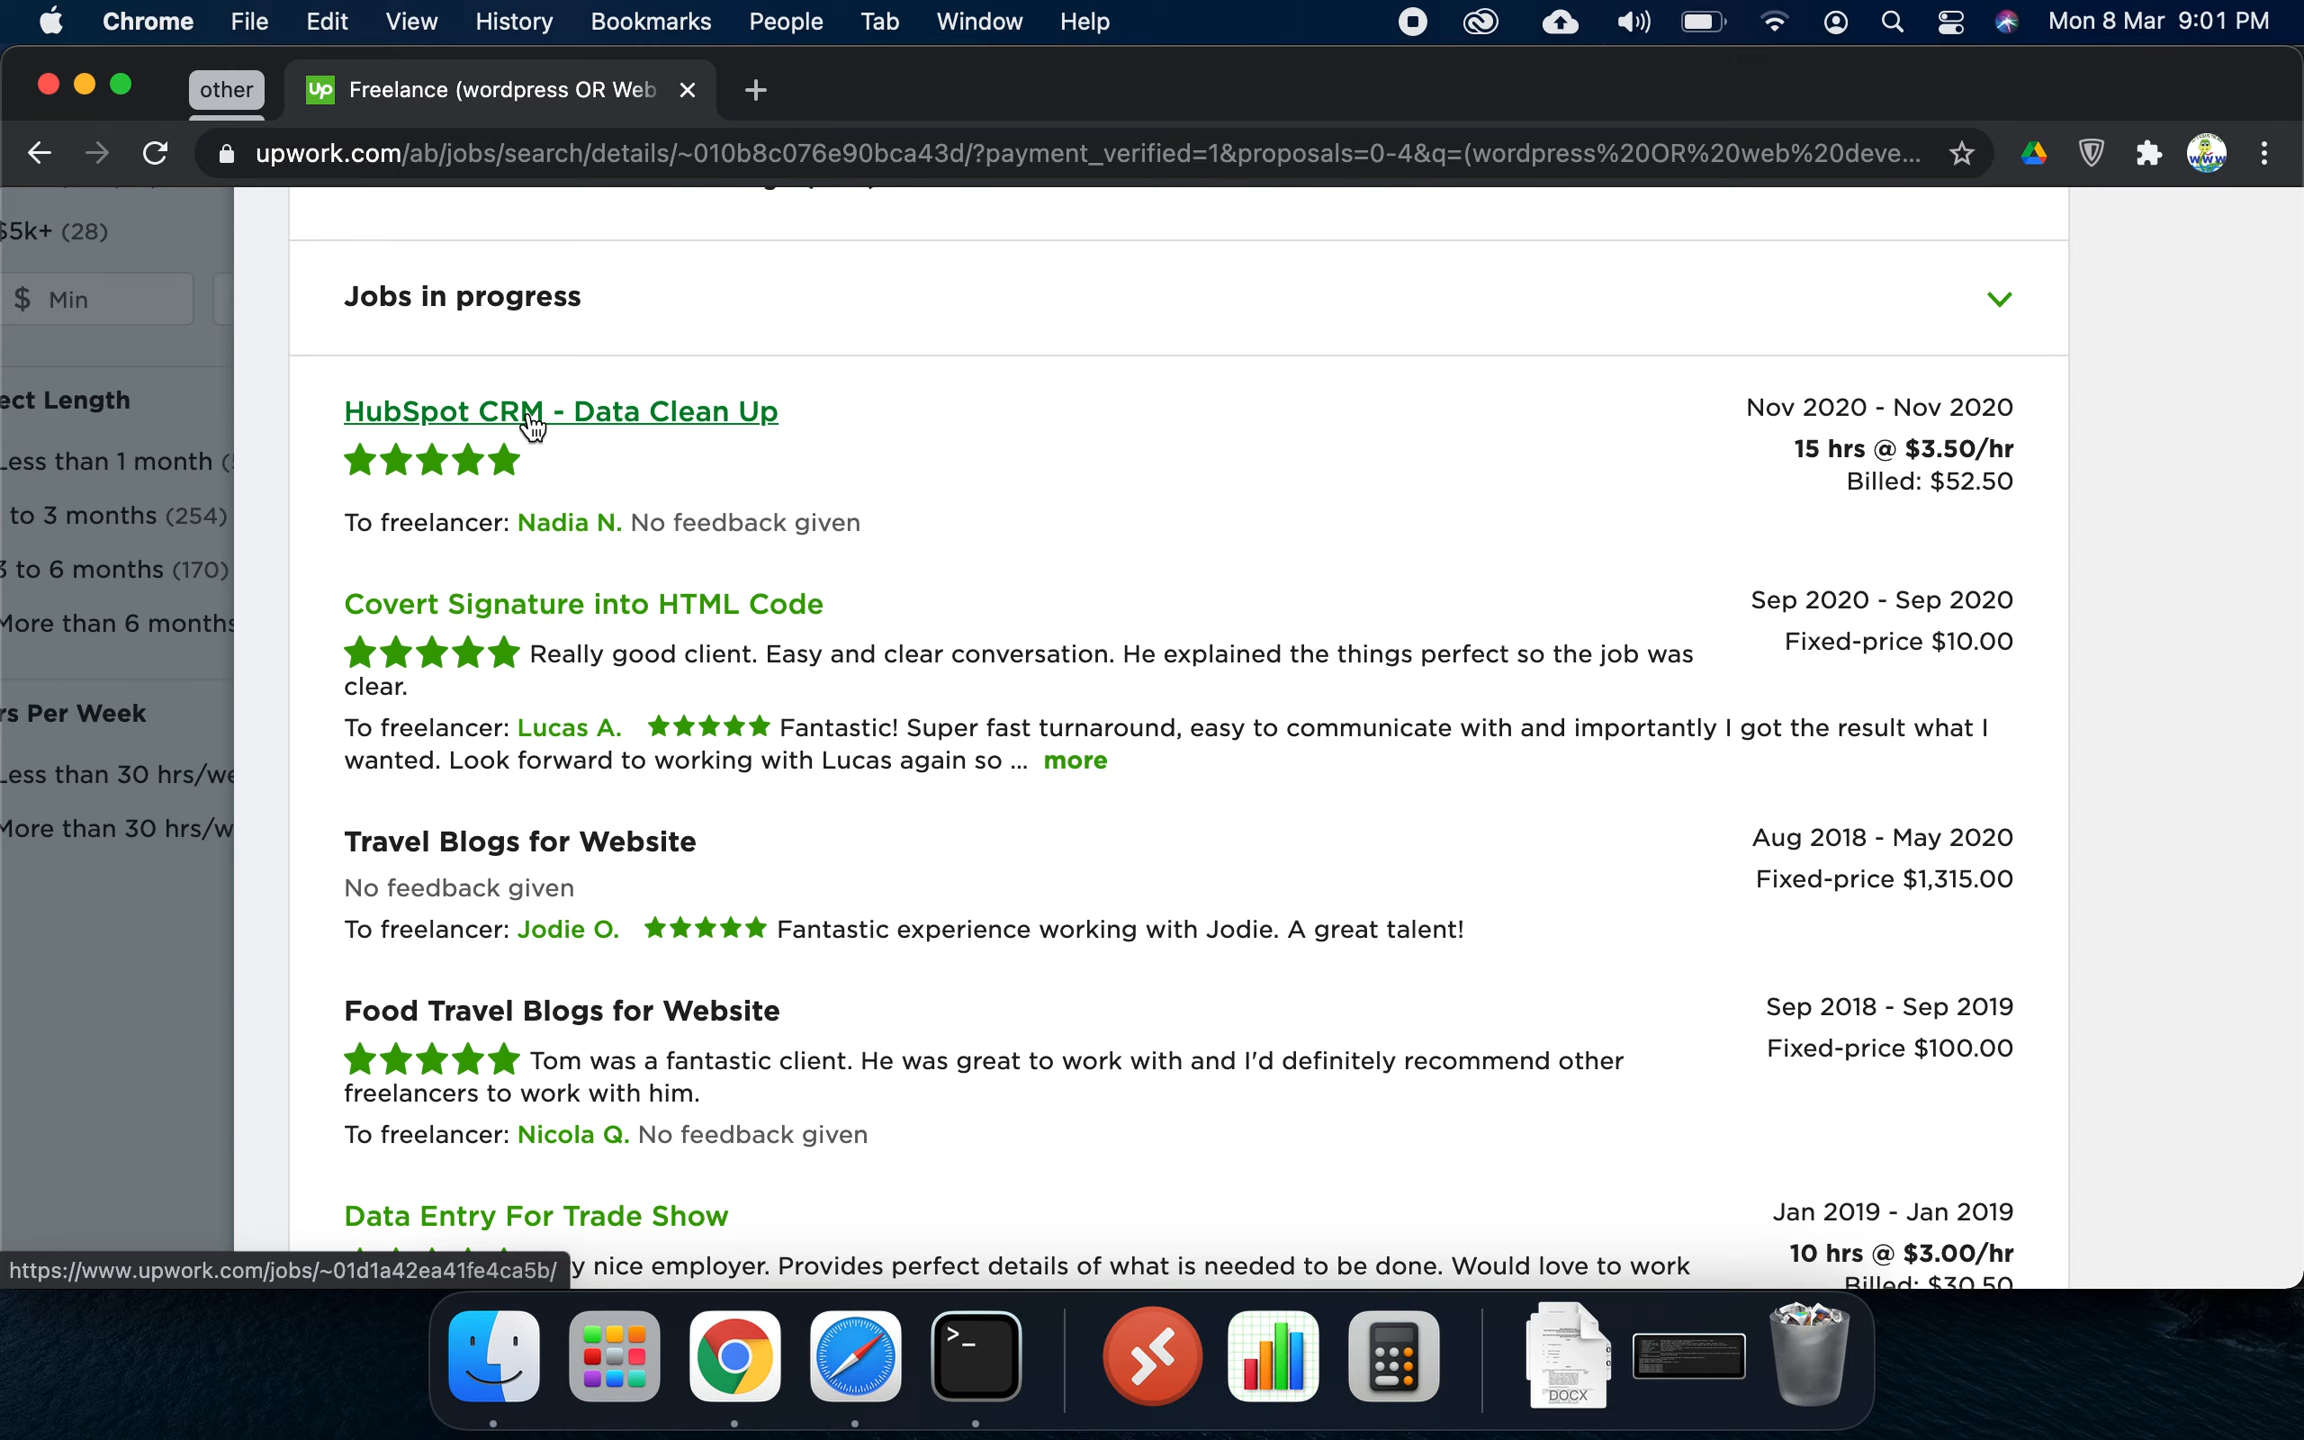 Chrome File Edit View History Bookmarks People Tab Window Help Mon 8 Mar 9:01 PM
other Up Freelance (wordpress OR Web
upwork.com/ab/jobs/search/details/~010b8c076e90bca43d/?payment_verified=1&proposals=0-4&q=(wordpress%20OR%20web%20deve...
$5k+ (28)
$ Min
Jobs in progress
ect Length
HubSpot CRM - Data Clean Up
Nov 2020 - Nov 2020
15 hrs @ $3.50/hr
Billed: $52.50
Less than 1 month
to 3 months (254)
To freelancer: Nadia N. No feedback given
3 to 6 months (170)
More than 6 months
Covert Signature into HTML Code
Sep 2020 - Sep 2020
Fixed-price $10.00
Really good client. Easy and clear conversation. He explained the things perfect so the job was
clear.
rs Per Week
To freelancer: Lucas A. Fantastic! Super fast turnaround, easy to communicate with and importantly I got the result what I
wanted. Look forward to working with Lucas again so ... more
Less than 30 hrs/we
More than 30 hrs/w
Travel Blogs for Website
Aug 2018 - May 2020
Fixed-price $1,315.00
No feedback given
To freelancer: Jodie O. Fantastic experience working with Jodie. A great talent!
Food Travel Blogs for Website
Sep 2018 - Sep 2019
Fixed-price $100.00
Tom was a fantastic client. He was great to work with and I'd definitely recommend other
freelancers to work with him.
To freelancer: Nicola Q. No feedback given
Data Entry For Trade Show
Jan 2019 - Jan 2019
10 hrs @ $3.00/hr
Billed: $30.50
y nice employer. Provides perfect details of what is needed to be done. Would love to work
https://www.upwork.com/jobs/~01d1a42ea41fe4ca5b/
DOCX